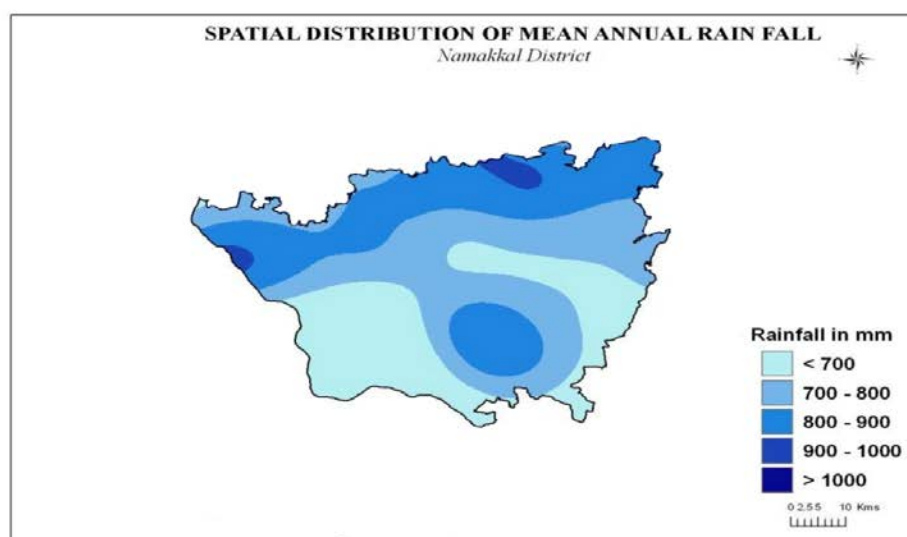 SPATIAL DISTRIBUTION OF MEAN ANNUAL RAIN FALL
Namakkal District
Rainfall in mm
< 700
700 - 800
800 - 900
900 - 1000
> 1000
0 2.5 5 10 Kms